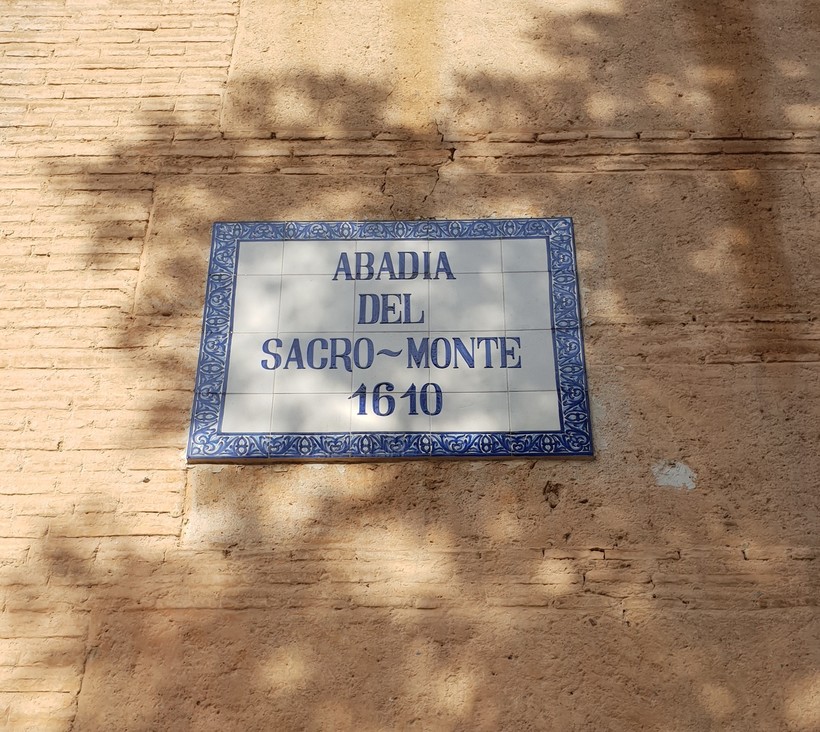 ABADIA
DEL
SACRO~MONTE
1610